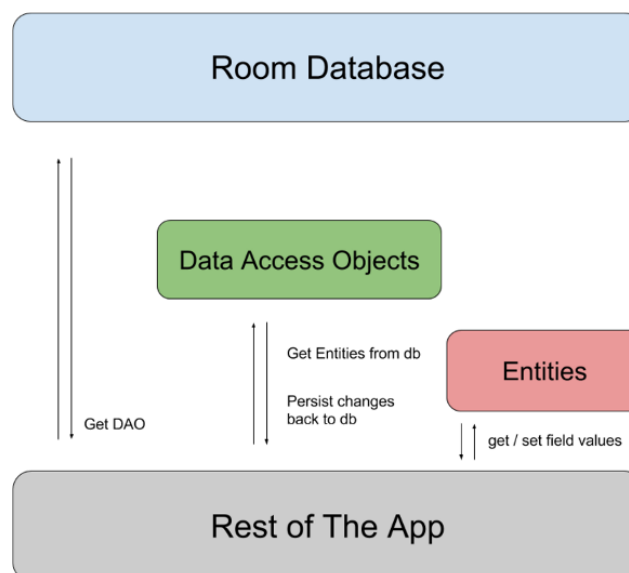 Room Database
Data Access Objects
Get Entities from db
Entities
Persist changes
back to db
Get DAO
get / set field values
Rest of The App